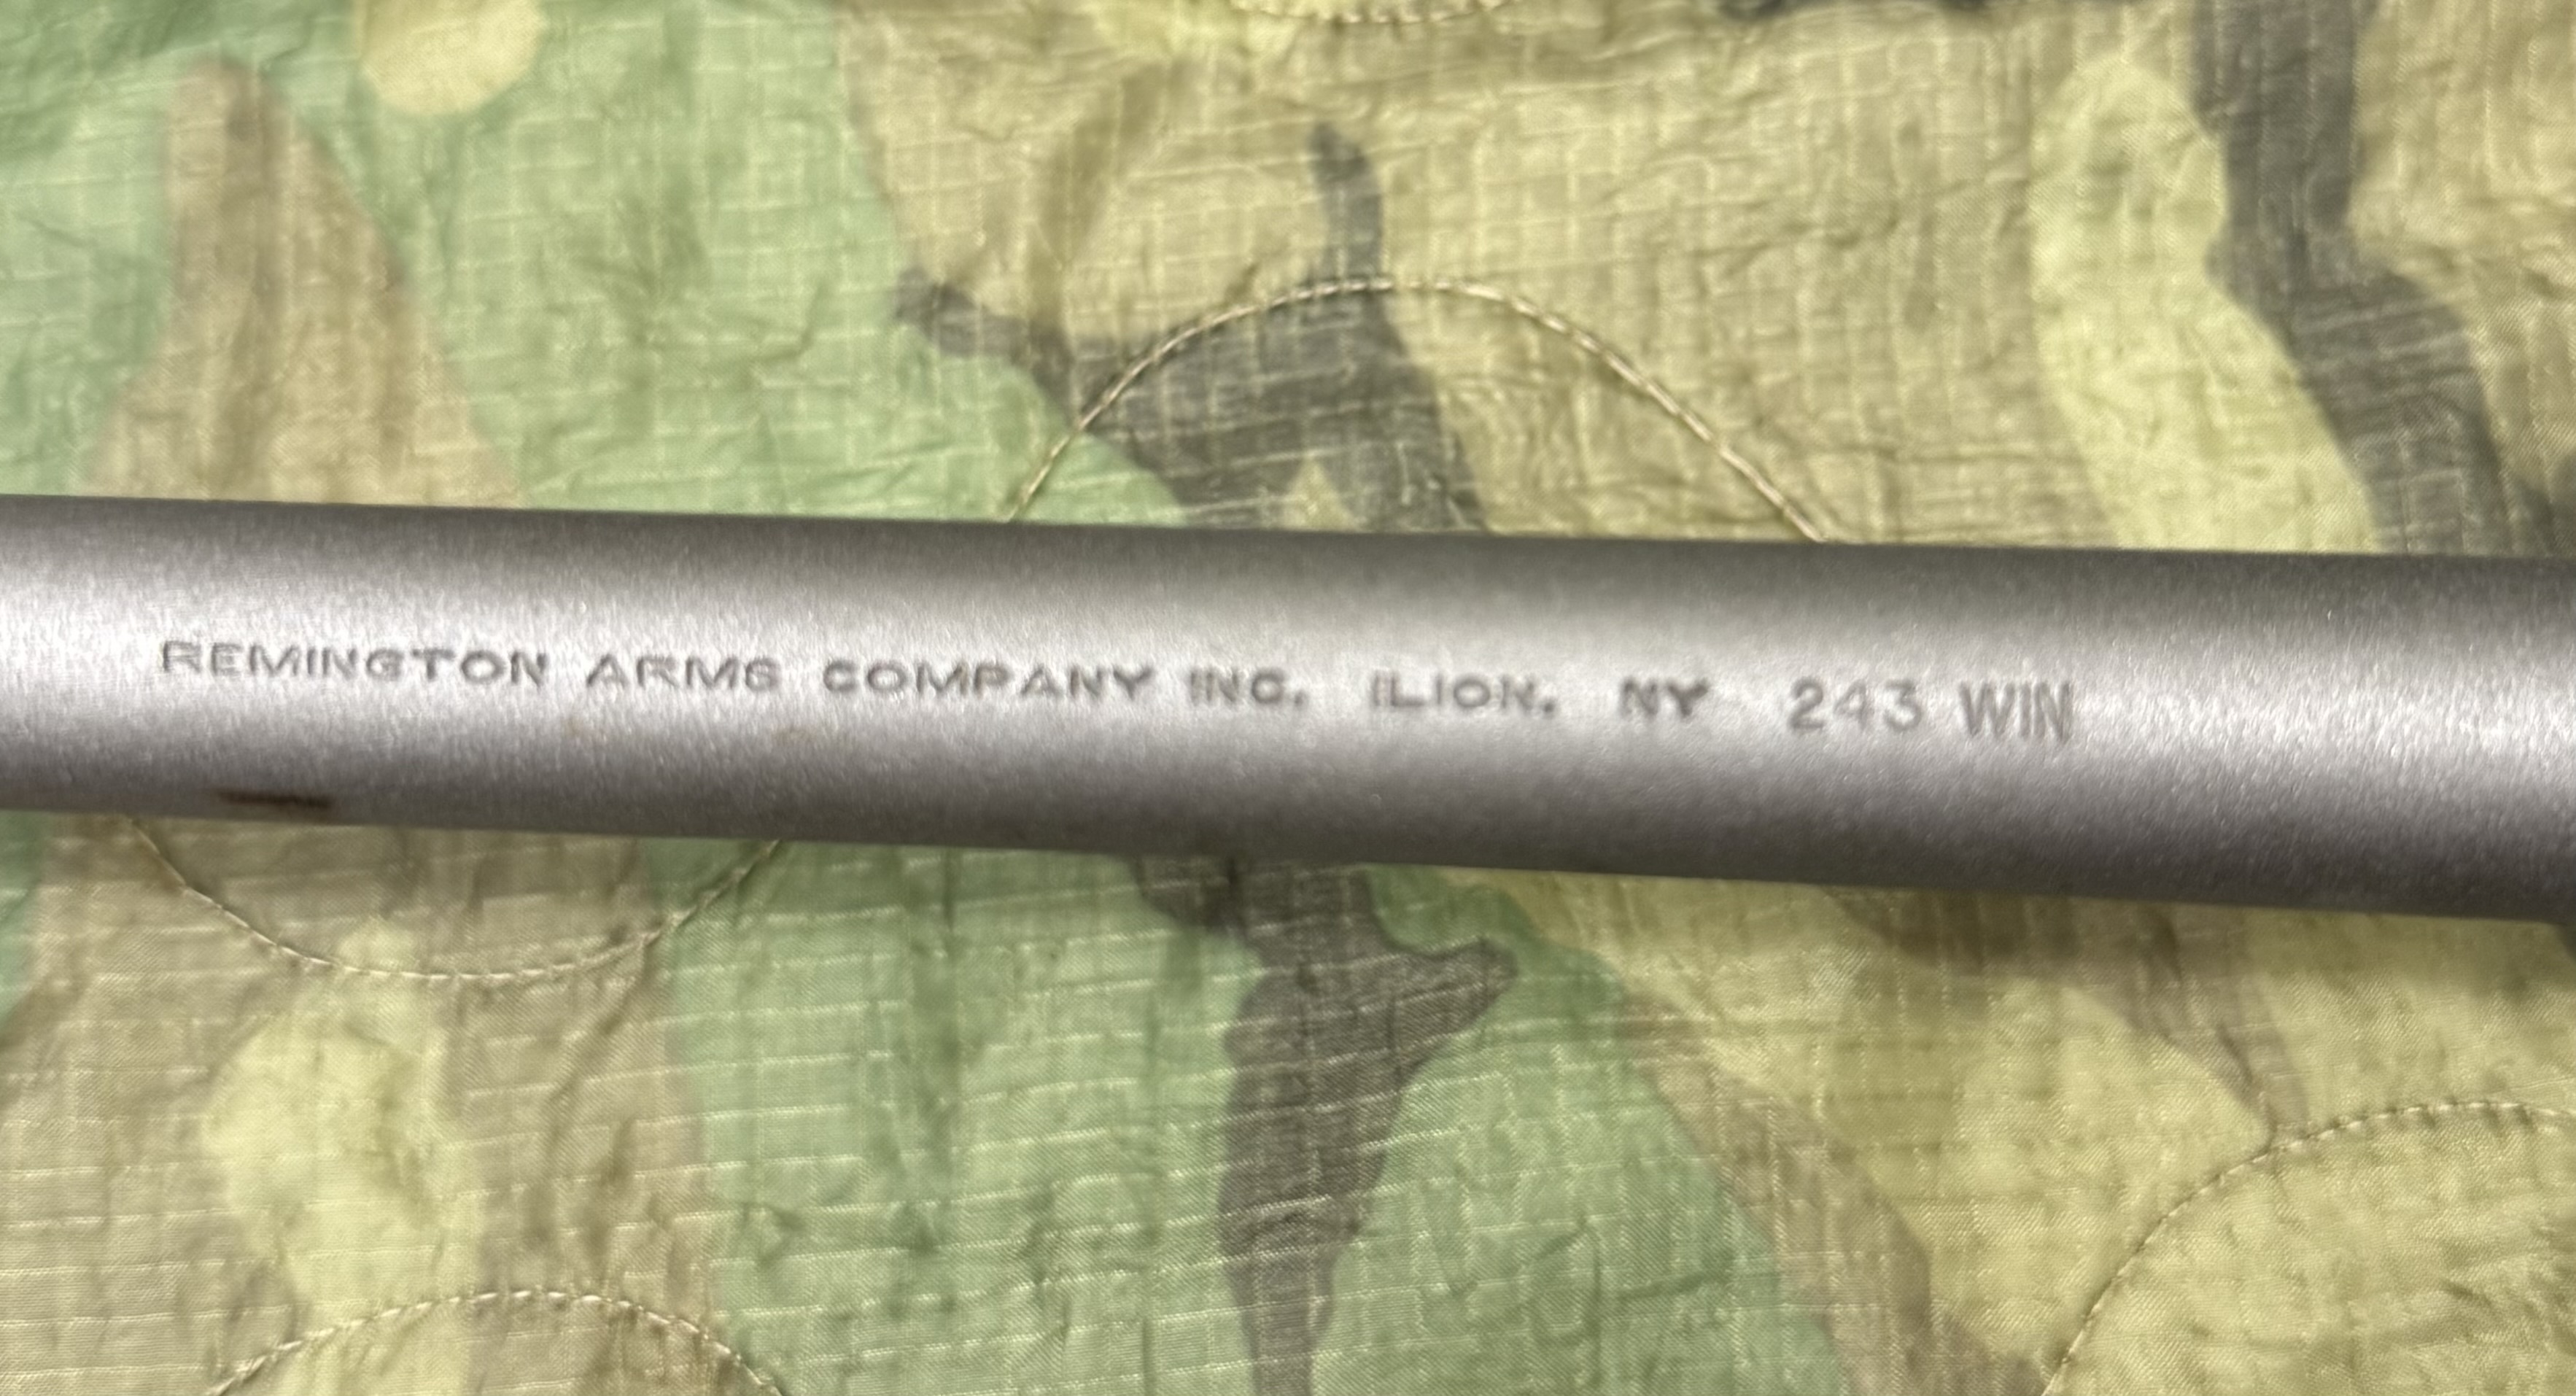 REMINGTON ARMS COMPANY INC. ILION, NY 243 WIN